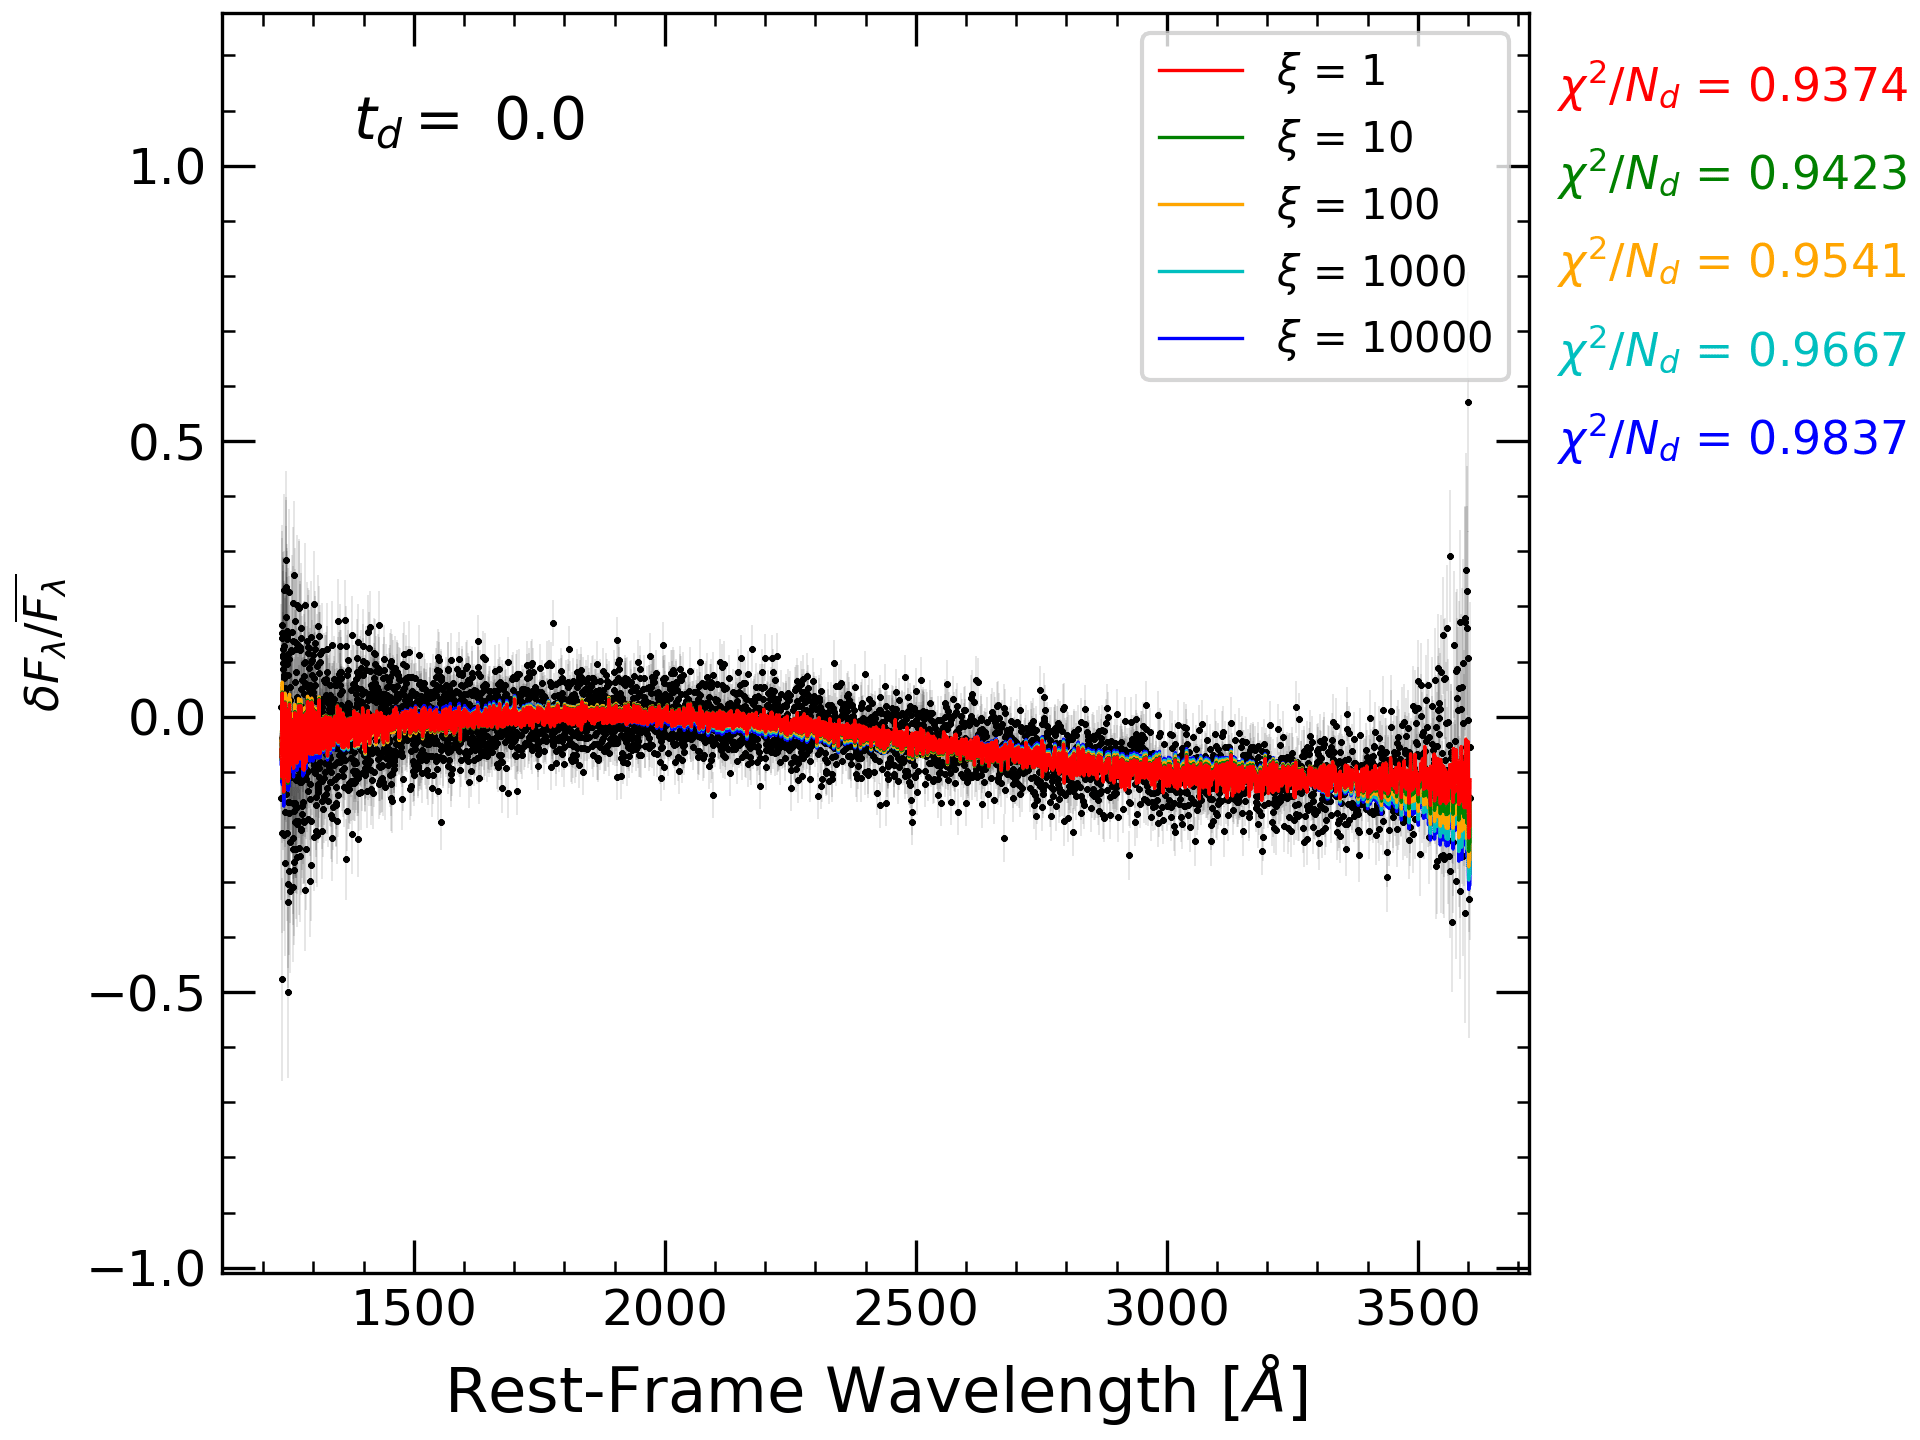 t_d = 0.0
ξ = 1
ξ = 10
ξ = 100
ξ = 1000
ξ = 10000
χ²/N_d = 0.9374
χ²/N_d = 0.9423
χ²/N_d = 0.9541
χ²/N_d = 0.9667
χ²/N_d = 0.9837
1.0
0.5
0.0
−0.5
−1.0
δF_λ/\overline{F}_λ
1500 2000 2500 3000 3500
Rest-Frame Wavelength [Å]